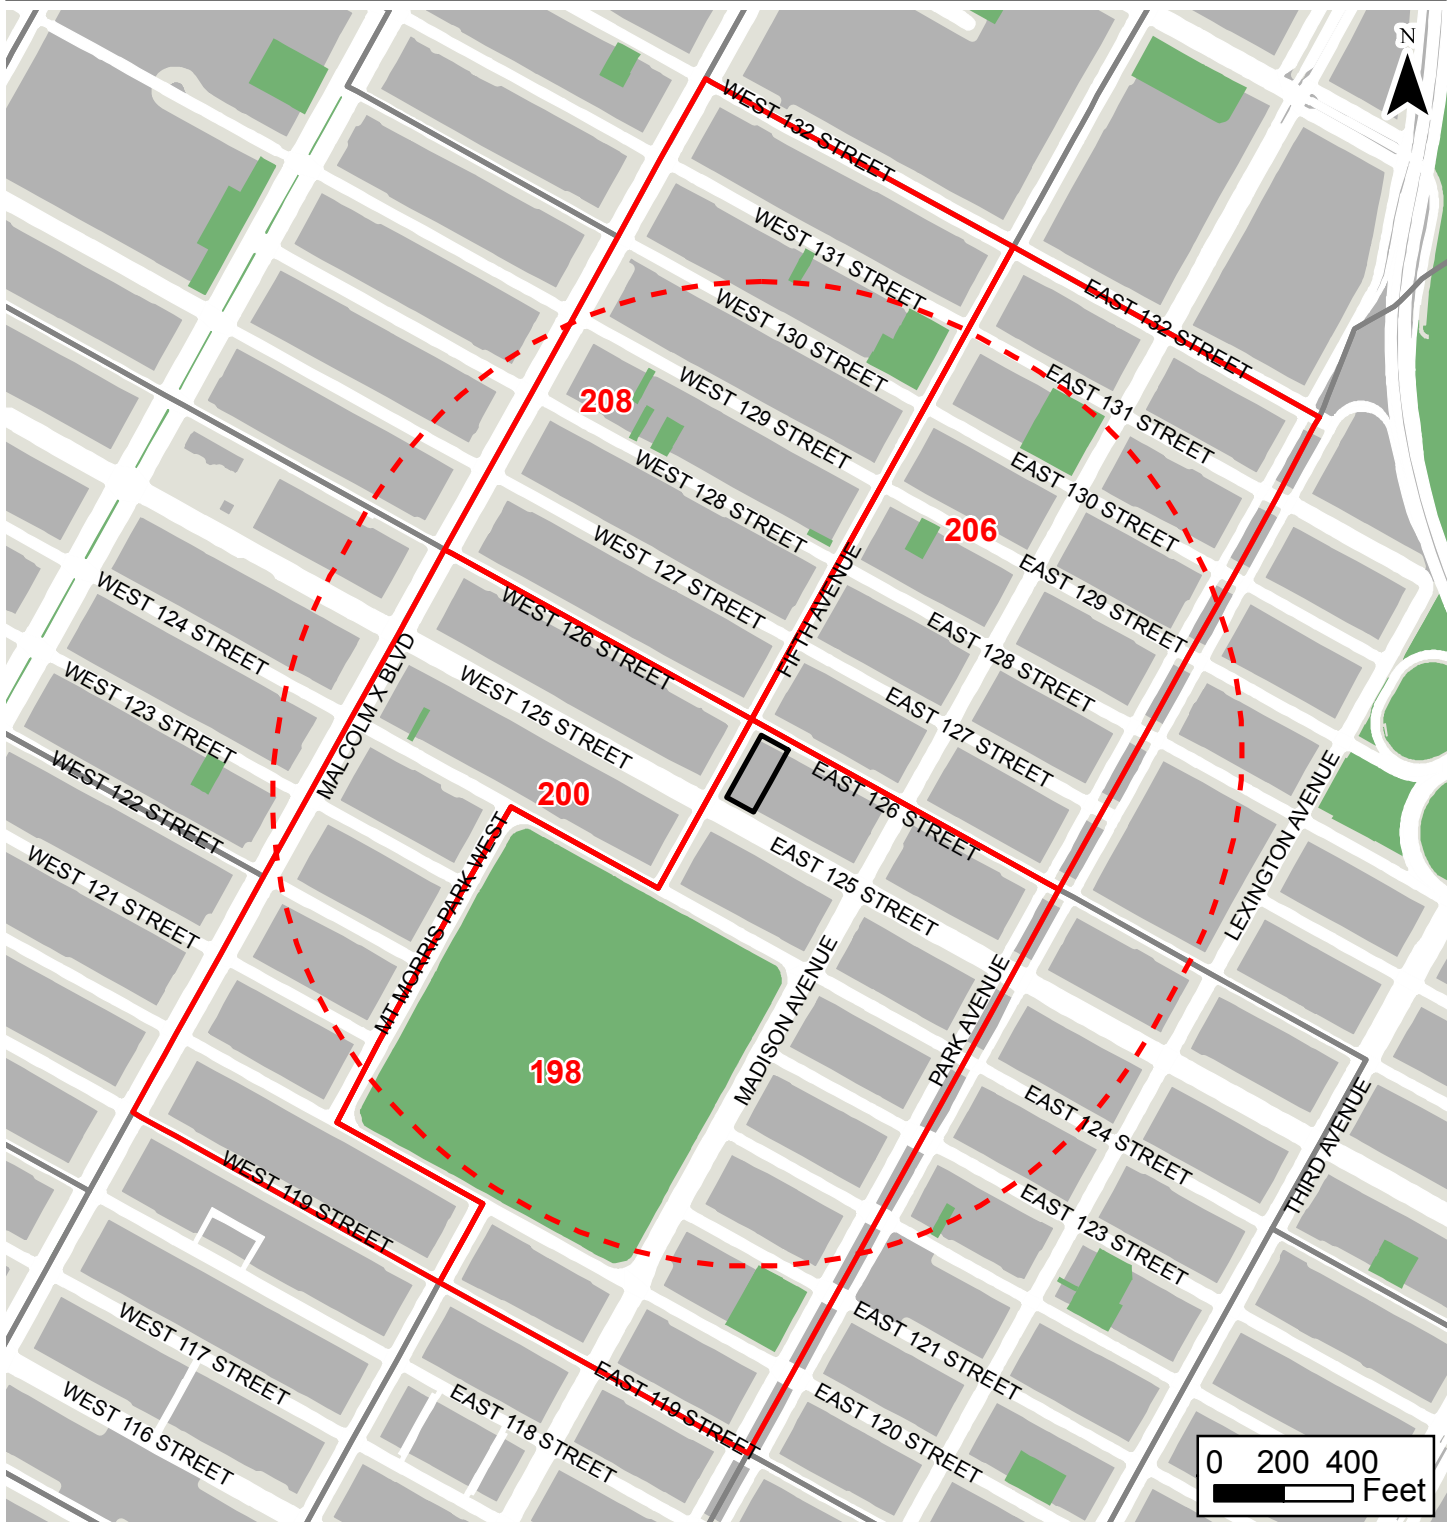 N
WEST 132 STREET
WEST 131 STREET
EAST 132 STREET
WEST 130 STREET
EAST 131 STREET
208
WEST 129 STREET
EAST 130 STREET
WEST 128 STREET
206
WEST 127 STREET
FIFTH AVENUE
EAST 129 STREET
WEST 124 STREET
WEST 126 STREET
EAST 128 STREET
MALCOLM X BLVD
WEST 123 STREET
WEST 125 STREET
EAST 127 STREET
WEST 122 STREET
200
EAST 126 STREET
LEXINGTON AVENUE
WEST 121 STREET
MT MORRIS PARK WEST
EAST 125 STREET
MADISON AVENUE
PARK AVENUE
198
EAST 124 STREET
THIRD AVENUE
WEST 119 STREET
EAST 123 STREET
WEST 117 STREET
EAST 121 STREET
WEST 116 STREET
EAST 118 STREET
EAST 119 STREET
EAST 120 STREET
0 200 400
Feet